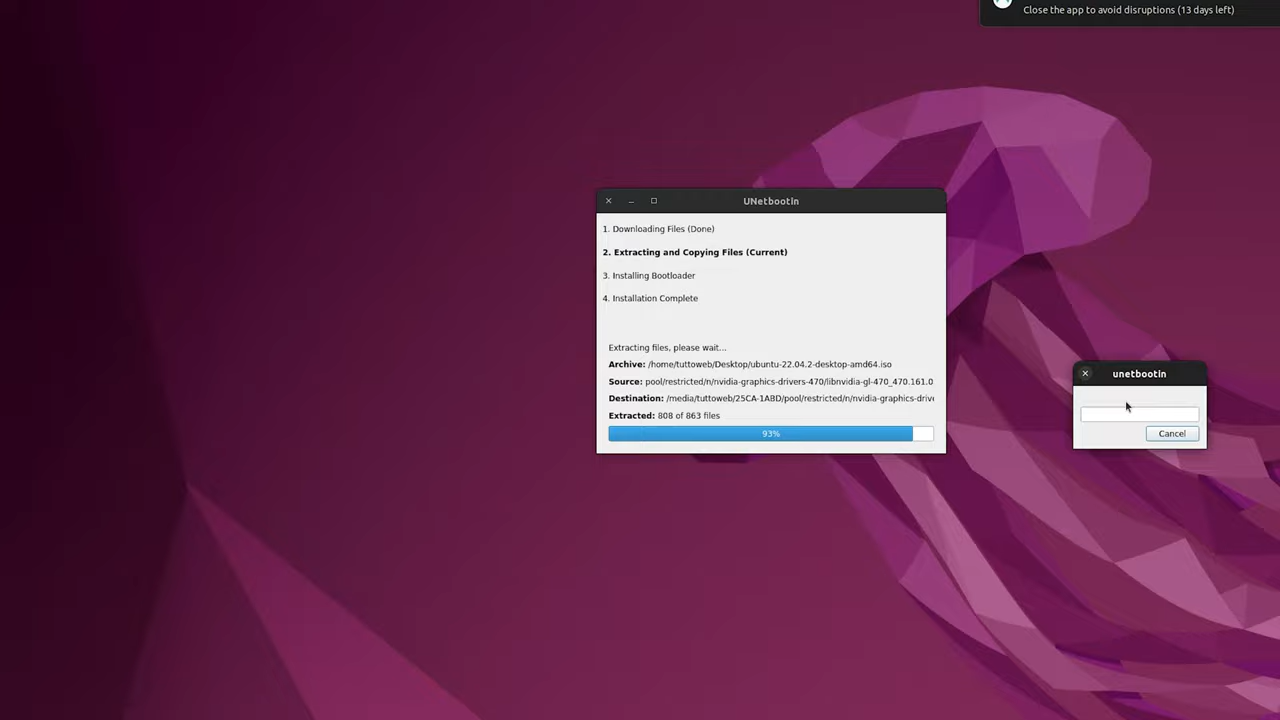 Close the app to avoid disruptions (13 days left)
UNetbootin
1. Downloading Files (Done)
2. Extracting and Copying Files (Current)
3. Installing Bootloader
4. Installation Complete
Extracting files, please wait...
Archive: /home/tuttoweb/Desktop/ubuntu-22.04.2-desktop-amd64.iso
Source: pool/restricted/n/nvidia-graphics-drivers-470/libnvidia-gl-470_470.161.0
Destination: /media/tuttoweb/25CA-1ABD/pool/restricted/n/nvidia-graphics-drive
Extracted: 808 of 863 files
93%
unetbootin
Cancel